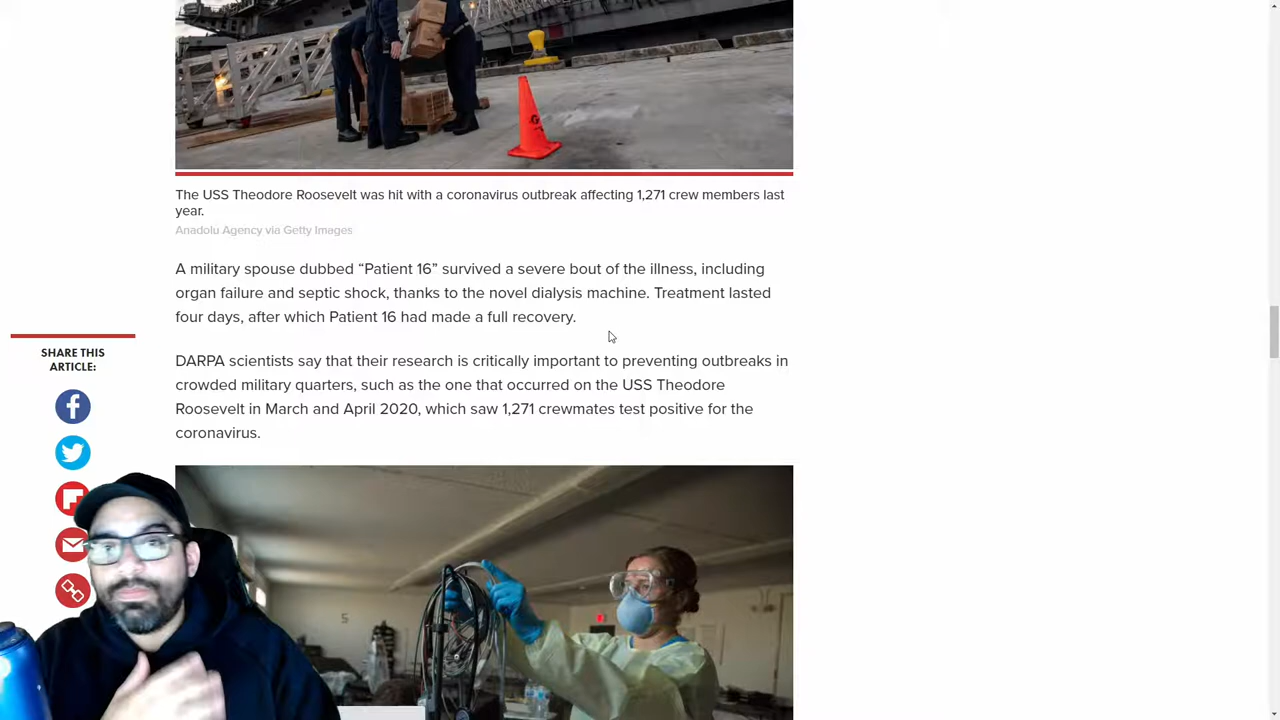 The USS Theodore Roosevelt was hit with a coronavirus outbreak affecting 1,271 crew members last
year.
Anadolu Agency via Getty Images
A military spouse dubbed “Patient 16” survived a severe bout of the illness, including
organ failure and septic shock, thanks to the novel dialysis machine. Treatment lasted
four days, after which Patient 16 had made a full recovery.
SHARE THIS
ARTICLE:
DARPA scientists say that their research is critically important to preventing outbreaks in
crowded military quarters, such as the one that occurred on the USS Theodore
Roosevelt in March and April 2020, which saw 1,271 crewmates test positive for the
coronavirus.